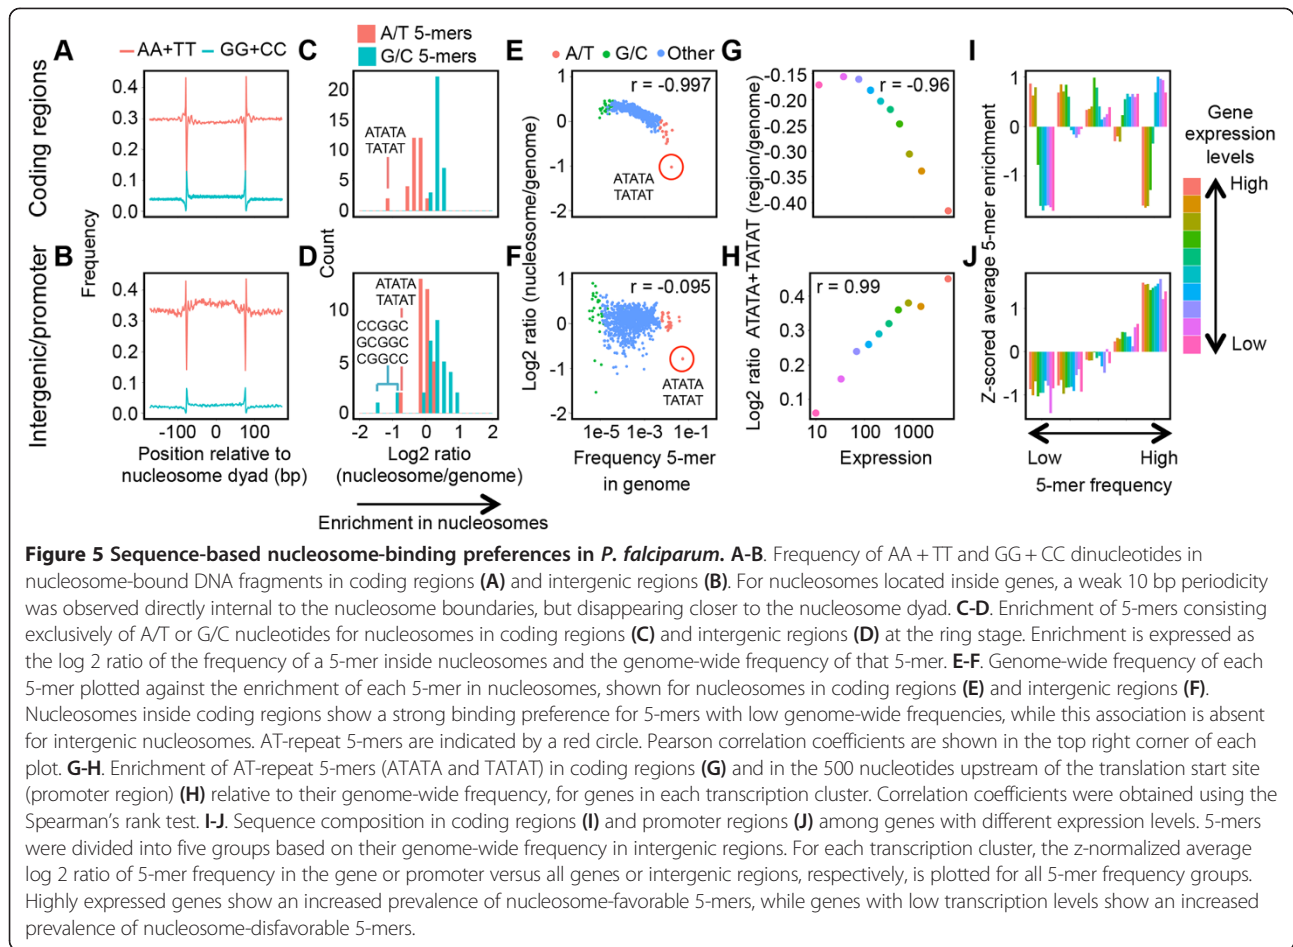 A
AA+TT
GG+CC
C
A/T 5-mers
G/C 5-mers
E
A/T
G/C
Other
G
I
Coding regions
Frequency
0.4
0.3
0.2
0.1
0.0
20
15
10
5
0
ATATA
TATAT
Count
Log2 ratio (nucleosome/genome)
1
0
-1
-2
r = -0.997
ATATA
TATAT
Log2 ratio ATATA+TATAT (region/genome)
-0.15
-0.20
-0.25
-0.30
-0.35
-0.40
r = -0.96
Z-scored average 5-mer enrichment
1
0
-1
Gene
expression
levels
High
Low
B
D
F
H
J
Intergenic/promoter
0.4
0.3
0.2
0.1
0.0
-100 0 100
Position relative to
nucleosome dyad (bp)
10
5
0
ATATA
TATAT
CCGGC
GCGGC
CGGCC
-2 -1 0 1 2
Log2 ratio
(nucleosome/genome)
Enrichment in nucleosomes
1
0
-1
-2
r = -0.095
ATATA
TATAT
1e-5 1e-3 1e-1
Frequency 5-mer
in genome
0.4
0.3
0.2
0.1
r = 0.99
10 100 1000
Expression
1
0
-1
Low High
5-mer frequency
Figure 5 Sequence-based nucleosome-binding preferences in P. falciparum. A-B. Frequency of AA + TT and GG + CC dinucleotides in
nucleosome-bound DNA fragments in coding regions (A) and intergenic regions (B). For nucleosomes located inside genes, a weak 10 bp periodicity
was observed directly internal to the nucleosome boundaries, but disappearing closer to the nucleosome dyad. C-D. Enrichment of 5-mers consisting
exclusively of A/T or G/C nucleotides for nucleosomes in coding regions (C) and intergenic regions (D) at the ring stage. Enrichment is expressed as
the log 2 ratio of the frequency of a 5-mer inside nucleosomes and the genome-wide frequency of that 5-mer. E-F. Genome-wide frequency of each
5-mer plotted against the enrichment of each 5-mer in nucleosomes, shown for nucleosomes in coding regions (E) and intergenic regions (F).
Nucleosomes inside coding regions show a strong binding preference for 5-mers with low genome-wide frequencies, while this association is absent
for intergenic nucleosomes. AT-repeat 5-mers are indicated by a red circle. Pearson correlation coefficients are shown in the top right corner of each
plot. G-H. Enrichment of AT-repeat 5-mers (ATATA and TATAT) in coding regions (G) and in the 500 nucleotides upstream of the translation start site
(promoter region) (H) relative to their genome-wide frequency, for genes in each transcription cluster. Correlation coefficients were obtained using the
Spearman's rank test. I-J. Sequence composition in coding regions (I) and promoter regions (J) among genes with different expression levels. 5-mers
were divided into five groups based on their genome-wide frequency in intergenic regions. For each transcription cluster, the z-normalized average
log 2 ratio of 5-mer frequency in the gene or promoter versus all genes or intergenic regions, respectively, is plotted for all 5-mer frequency groups.
Highly expressed genes show an increased prevalence of nucleosome-favorable 5-mers, while genes with low transcription levels show an increased
prevalence of nucleosome-disfavorable 5-mers.